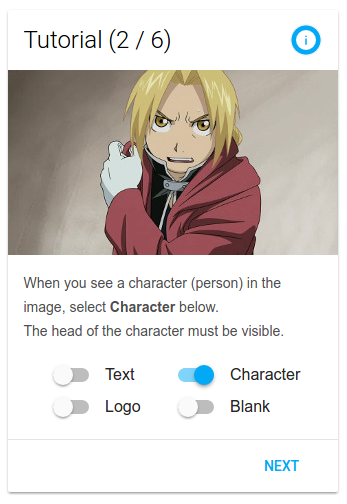 Tutorial (2 / 6)
When you see a character (person) in the
image, select Character below.
The head of the character must be visible.
Text
Character
Logo
Blank
NEXT